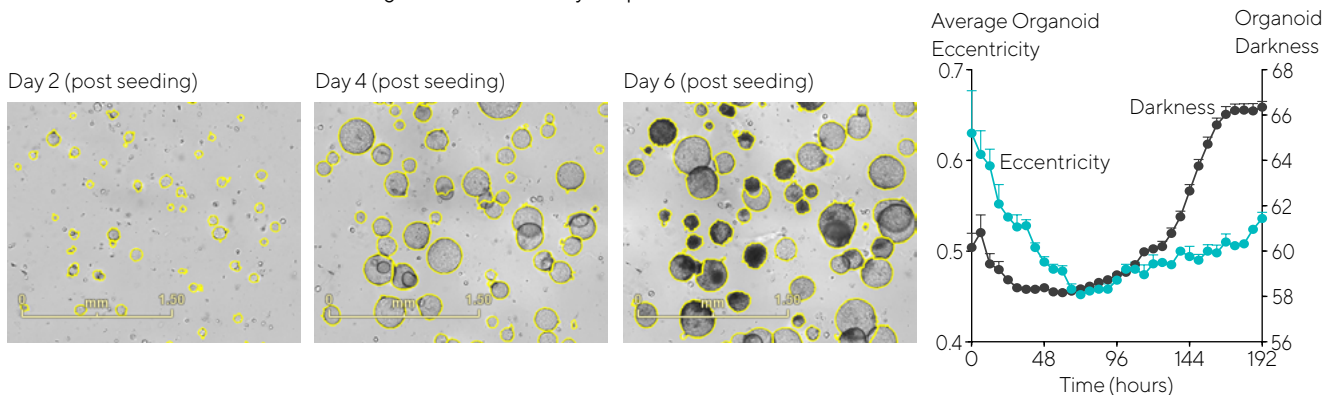 Day 2 (post seeding)
0 mm 1.50
Day 4 (post seeding)
0 mm 1.50
Day 6 (post seeding)
0 mm 1.50
Average Organoid
Eccentricity
Organoid
Darkness
0.7
0.6
0.5
0.4
68
66
64
62
60
58
56
Darkness
Eccentricity
0 48 96 144 192
Time (hours)